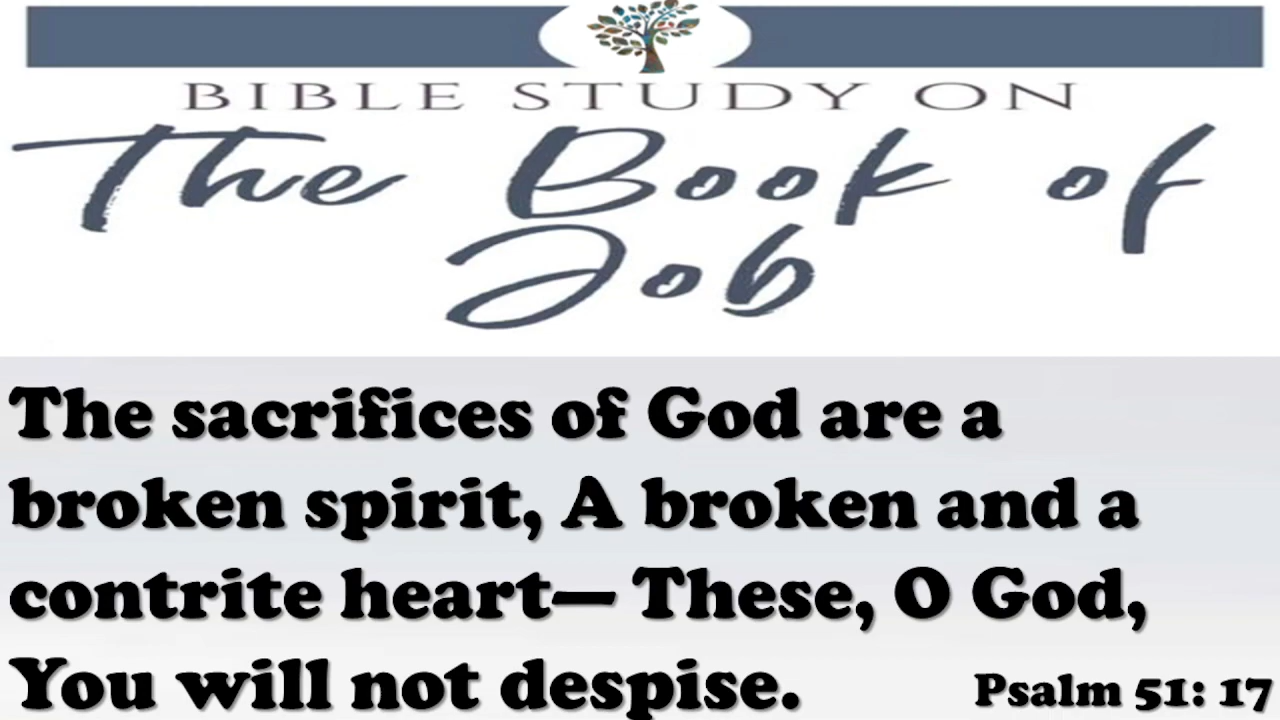 BIBLE STUDY ON
The Book of
Job
The sacrifices of God are a
broken spirit, A broken and a
contrite heart— These, O God,
You will not despise.
Psalm 51: 17